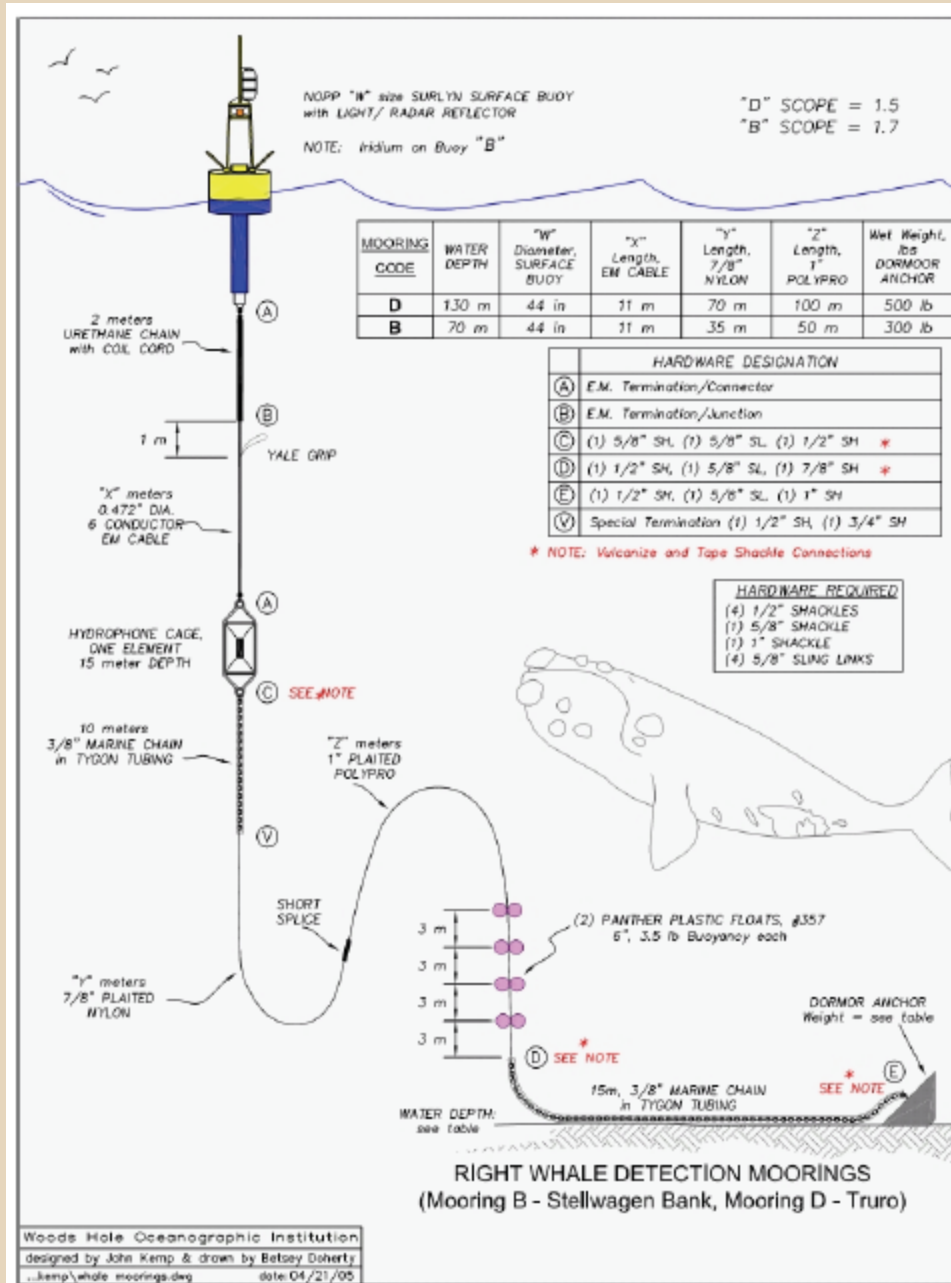 NOPP "W" size SURLYN SURFACE BUOY
with LIGHT/ RADAR REFLECTOR
NOTE: Iridium on Buoy "B"
"D" SCOPE = 1.5
"B" SCOPE = 1.7
MOORING CODE | WATER DEPTH | "W" Diameter, SURFACE BUOY | "X" Length, EM CABLE | "Y" Length, 7/8" NYLON | "Z" Length, 1" POLYPRO | Wet Weight, lbs DORMOOR ANCHOR
D | 130 m | 44 in | 11 m | 70 m | 100 m | 500 lb
B | 70 m | 44 in | 11 m | 35 m | 50 m | 300 lb
HARDWARE DESIGNATION
A E.M. Termination/Connector
B E.M. Termination/Junction
C (1) 5/8" SH, (1) 5/8" SL, (1) 1/2" SH *
D (1) 1/2" SH, (1) 5/8" SL, (1) 7/8" SH *
E (1) 1/2" SH, (1) 5/8" SL, (1) 1" SH
V Special Termination (1) 1/2" SH, (1) 3/4" SH
* NOTE: Vulcanize and Tape Shackle Connections
HARDWARE REQUIRED
(4) 1/2" SHACKLES
(1) 5/8" SHACKLE
(1) 1" SHACKLE
(4) 5/8" SLING LINKS
A
2 meters
URETHANE CHAIN
with COIL CORD
B
1 m
YALE GRIP
"X" meters
0.472" DIA.
6 CONDUCTOR
EM CABLE
A
HYDROPHONE CAGE,
ONE ELEMENT
15 meter DEPTH
C SEE * NOTE
10 meters
3/8" MARINE CHAIN
in TYGON TUBING
"Z" meters
1" PLAITED
POLYPRO
V
SHORT
SPLICE
"Y" meters
7/8" PLAITED
NYLON
3 m
3 m
3 m
3 m
(2) PANTHER PLASTIC FLOATS, #357
6", 3.5 lb Buoyancy each
DORMOR ANCHOR
Weight = see table
*
D SEE NOTE
*
E
SEE NOTE
15m, 3/8" MARINE CHAIN
in TYGON TUBING
WATER DEPTH:
see table
RIGHT WHALE DETECTION MOORINGS
(Mooring B - Stellwagen Bank, Mooring D - Truro)
Woods Hole Oceanographic Institution
designed by John Kemp & drawn by Betsey Doherty
...kemp\whale moorings.dwg date: 04/21/05